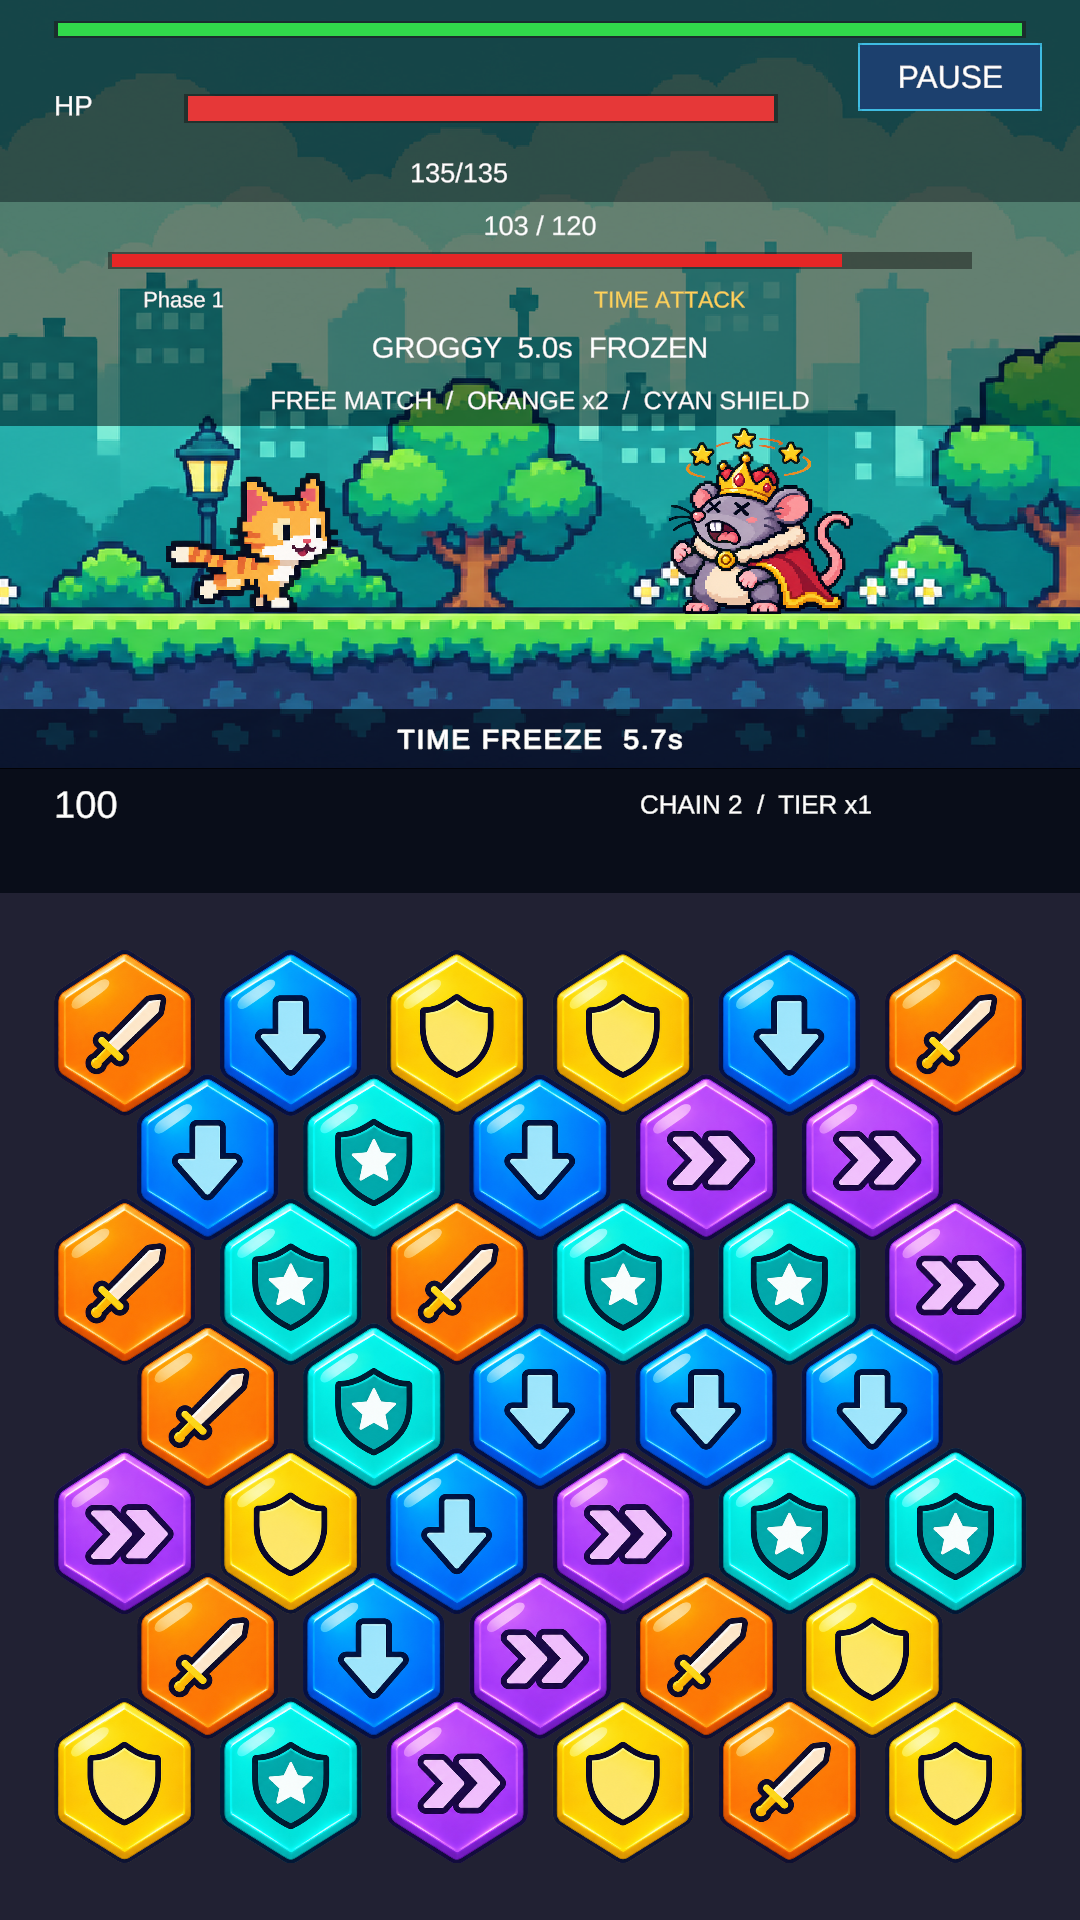 PAUSE
HP
135/135
103 / 120
Phase 1
TIME ATTACK
GROGGY 5.0s FROZEN
FREE MATCH / ORANGE x2 / CYAN SHIELD
TIME FREEZE 5.7s
100
CHAIN 2 / TIER x1